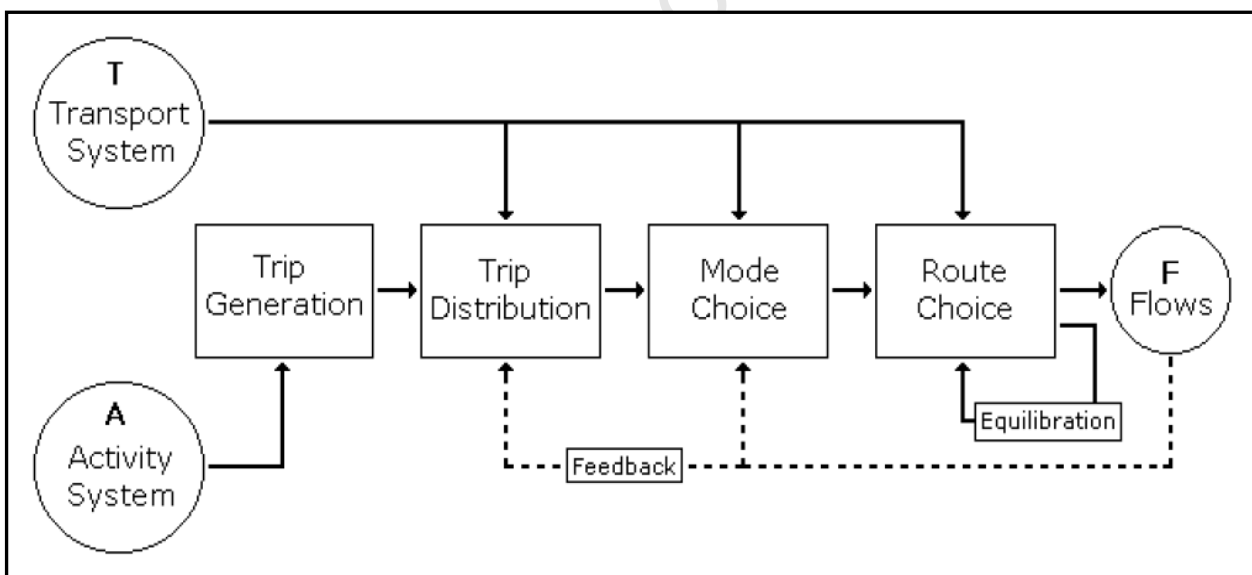 T
Transport
System
Trip
Generation
Trip
Distribution
Mode
Choice
Route
Choice
F
Flows
A
Activity
System
Equilibration
Feedback